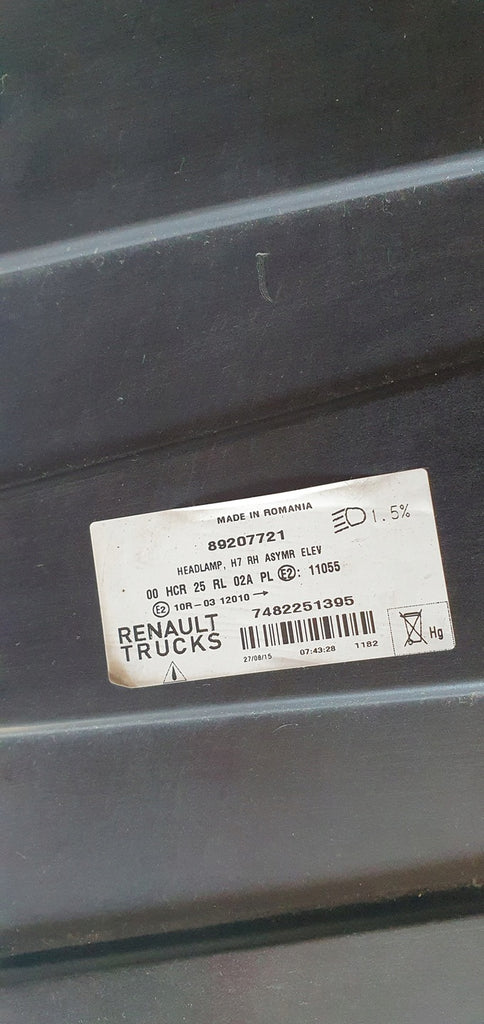 MADE IN ROMANIA
1.5%
89207721
HEADLAMP, H7 RH ASYMR ELEV
00 HCR 25 RL 02A PL E2: 11055
E2 10R-03 12010 →
7482251395
RENAULT
TRUCKS
27/08/15 07:43:28 1182
Hg